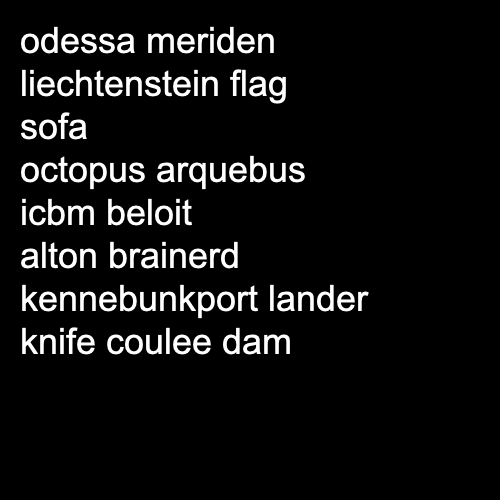 odessa meriden
liechtenstein flag
sofa
octopus arquebus
icbm beloit
alton brainerd
kennebunkport lander
knife coulee dam